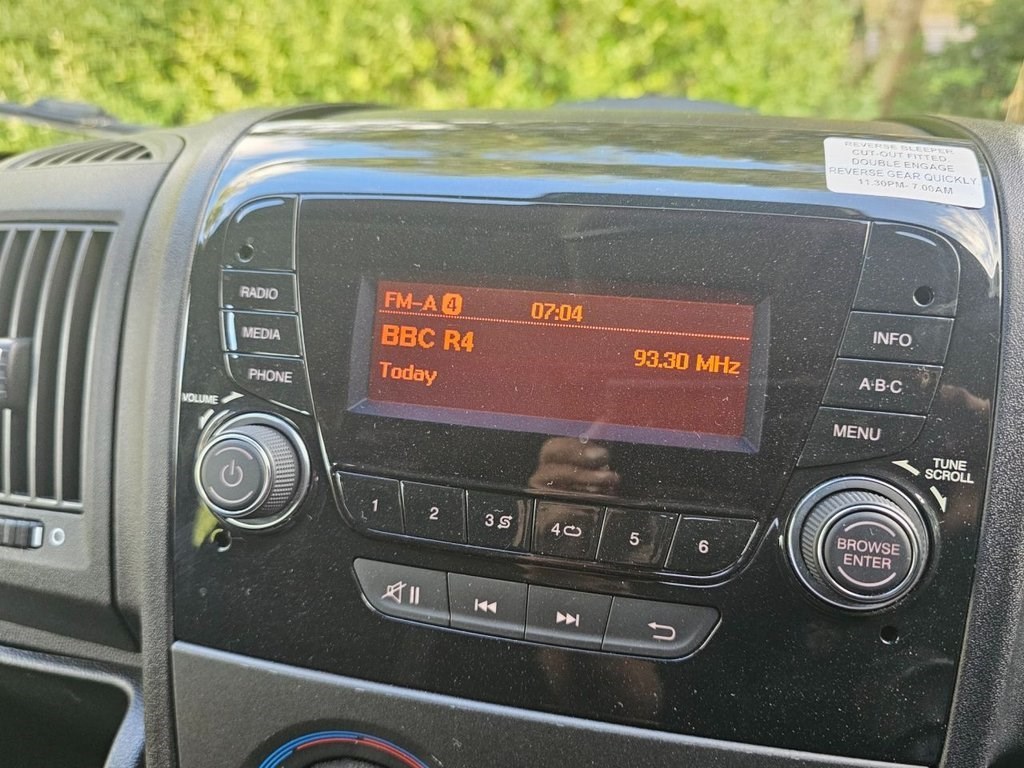 REVERSE BLEEPER
CUT-OUT FITTED
DOUBLE ENGAGE
REVERSE GEAR QUICKLY
11.30PM- 7.00AM
RADIO
MEDIA
PHONE
VOLUME
FM-A 4 07:04
BBC R4
93.30 MHz
Today
INFO
A·B·C
MENU
TUNE
SCROLL
1 2 3 4 5 6
BROWSE
ENTER